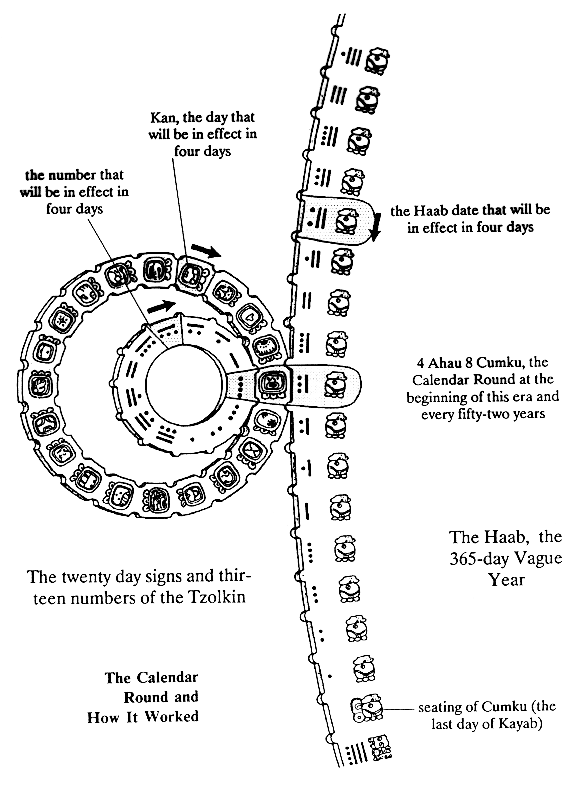 Kan, the day that
will be in effect in
four days
the number that
will be in effect in
four days
the Haab date that will be
in effect in four days
4 Ahau 8 Cumku, the
Calendar Round at the
beginning of this era and
every fifty-two years
The Haab, the
365-day Vague
Year
The twenty day signs and thir-
teen numbers of the Tzolkin
The Calendar
Round and
How It Worked
seating of Cumku (the
last day of Kayab)